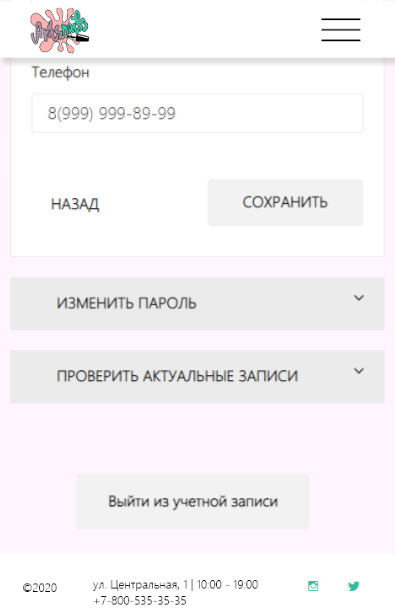 Телефон
8(999) 999-89-99
НАЗАД
СОХРАНИТЬ
ИЗМЕНИТЬ ПАРОЛЬ
ПРОВЕРИТЬ АКТУАЛЬНЫЕ ЗАПИСИ
Выйти из учетной записи
©2020
ул. Центральная, 1 | 10:00 - 19:00
+7-800-535-35-35